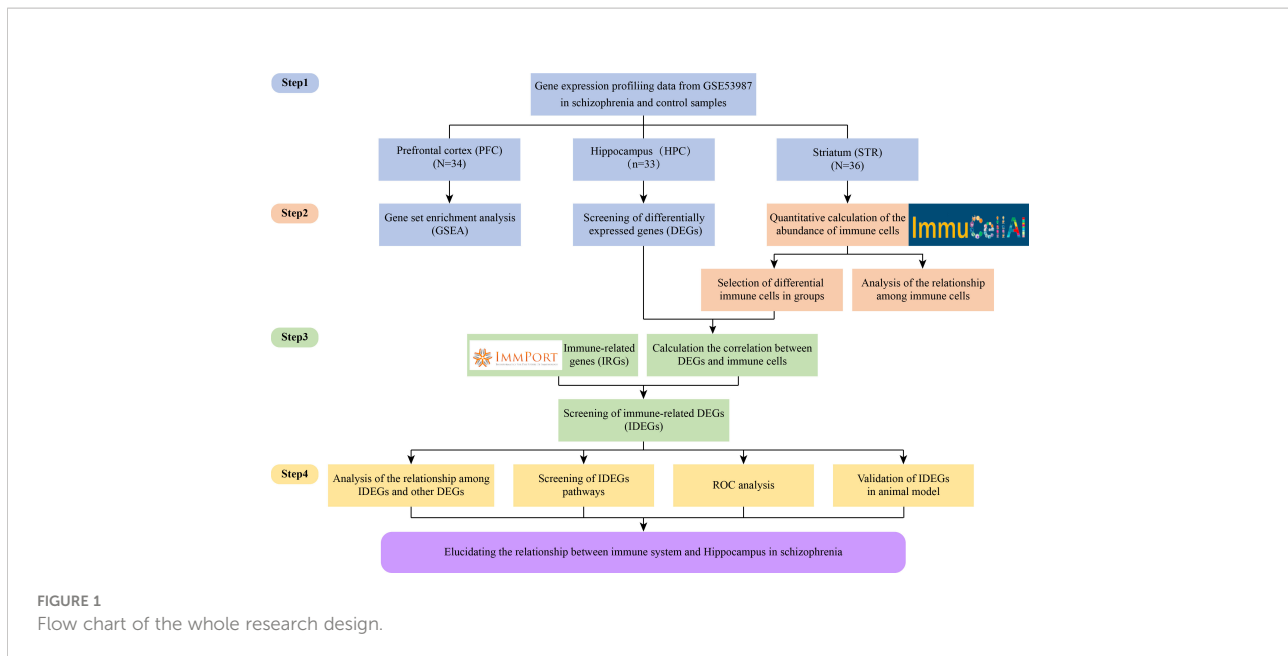 Step1
Gene expression profiliing data from GSE53987
in schizophrenia and control samples
Prefrontal cortex (PFC)
(N=34)
Hippocampus（HPC）
(n=33)
Striatum (STR)
(N=36)
Step2
Gene set enrichment analysis
(GSEA)
Screening of differentially
expressed genes (DEGs)
Quantitative calculation of the
abundance of immune cells
ImmuCellAI
Selection of differential
immune cells in groups
Analysis of the relationship
among immune cells
Step3
IMMPORT
Immune-related
genes (IRGs)
Calculation the correlation between
DEGs and immune cells
Screening of immune-related DEGs
(IDEGs)
Step4
Analysis of the relationship among
IDEGs and other DEGs
Screening of IDEGs
pathways
ROC analysis
Validation of IDEGs
in animal model
Elucidating the relationship between immune system and Hippocampus in schizophrenia
FIGURE 1
Flow chart of the whole research design.